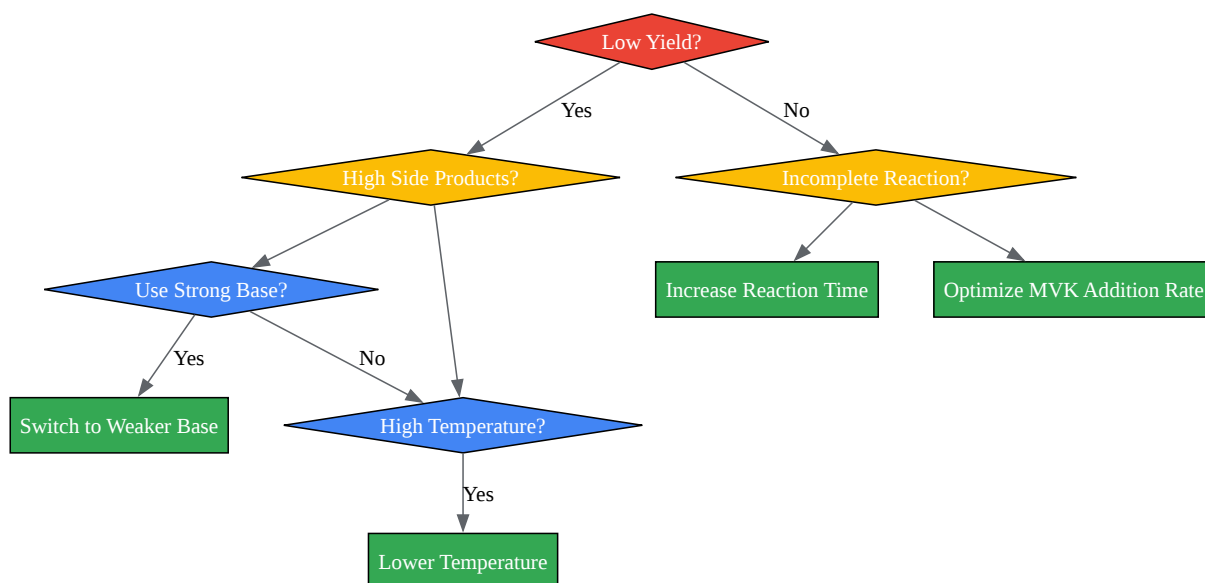 Low Yield?
Yes
No
High Side Products?
Incomplete Reaction?
Use Strong Base?
Increase Reaction Time
Optimize MVK Addition Rate
Yes
No
Switch to Weaker Base
High Temperature?
Yes
Lower Temperature